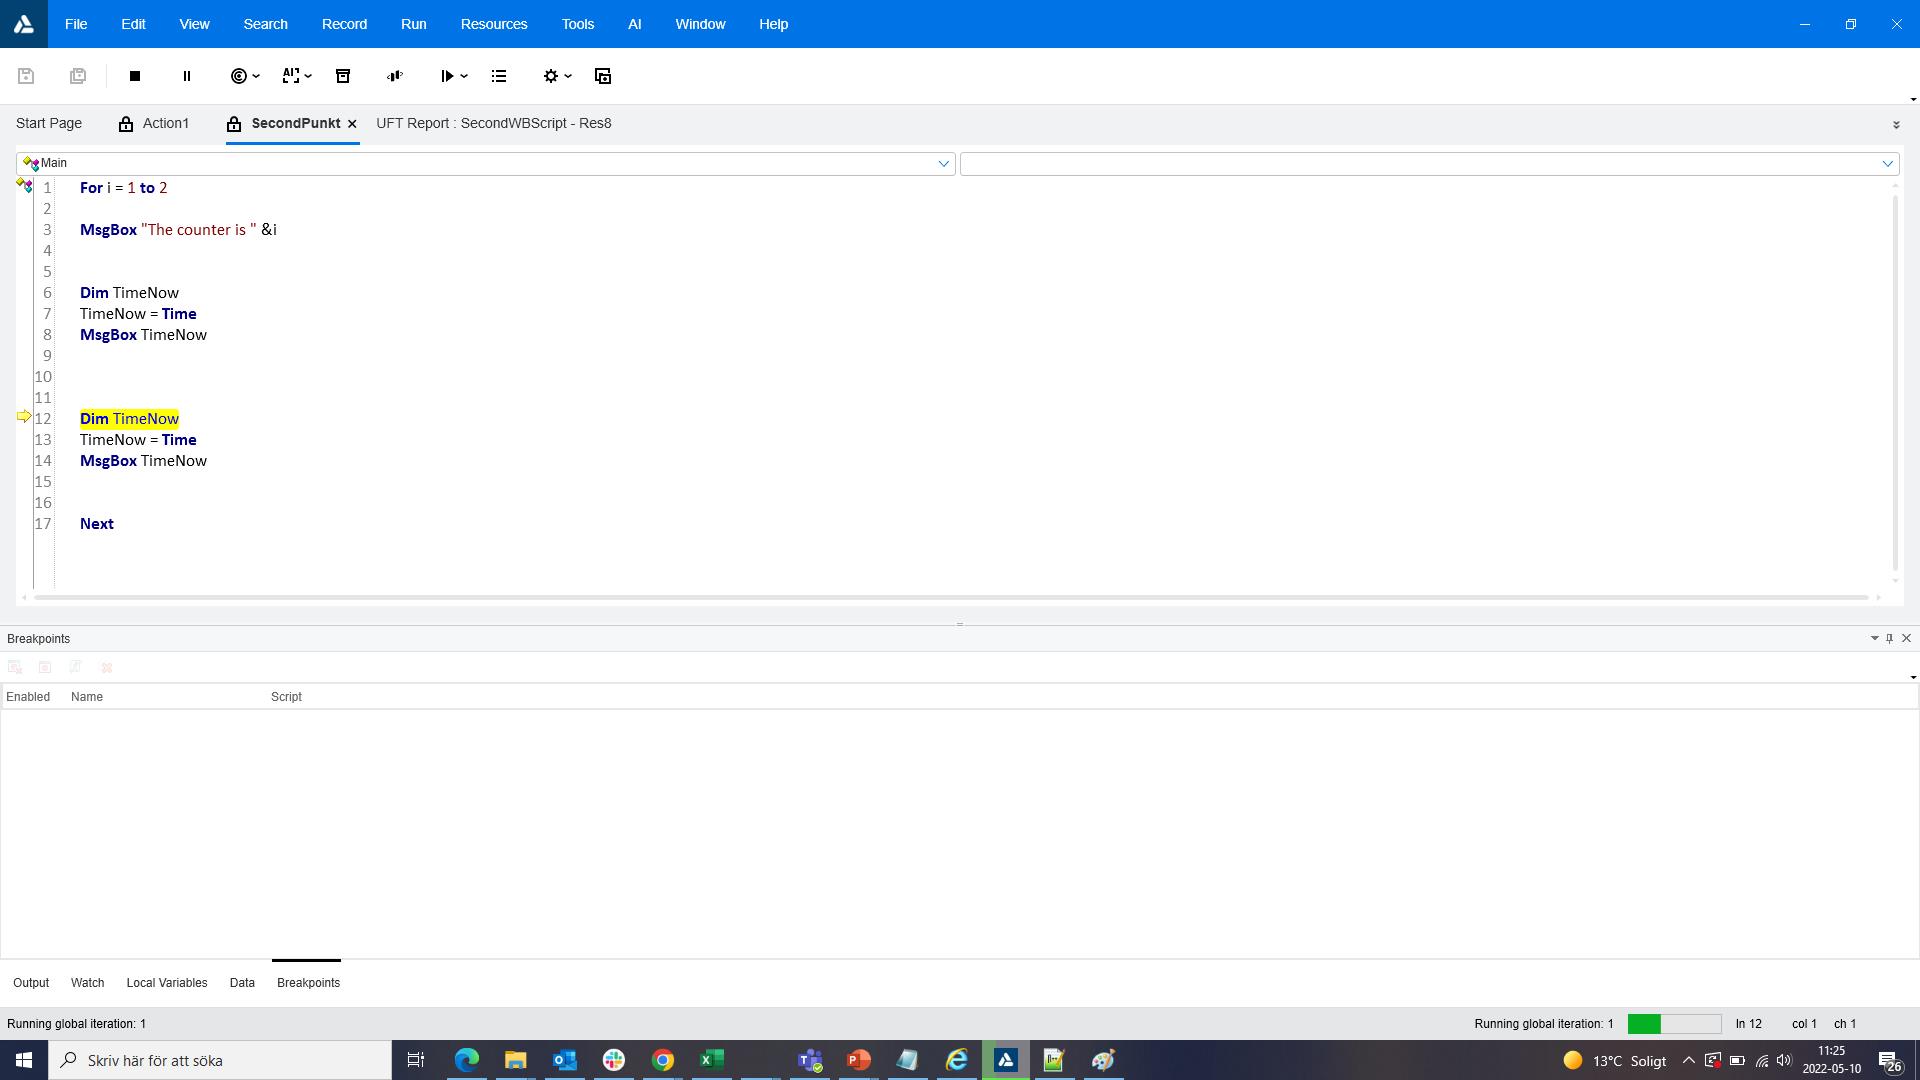 File Edit View Search Record Run Resources Tools AI Window Help
Start Page Action1 SecondPunkt UFT Report : SecondWBScript - Res8
Main
1 For i = 1 to 2
2
3 MsgBox "The counter is " &i
4
5
6 Dim TimeNow
7 TimeNow = Time
8 MsgBox TimeNow
9
10
11
12 Dim TimeNow
13 TimeNow = Time
14 MsgBox TimeNow
15
16
17 Next
Breakpoints
Enabled Name Script
Output Watch Local Variables Data Breakpoints
Running global iteration: 1 Running global iteration: 1 ln 12 col 1 ch 1
Skriv här för att söka 13°C Soligt 11:25
2022-05-10 26